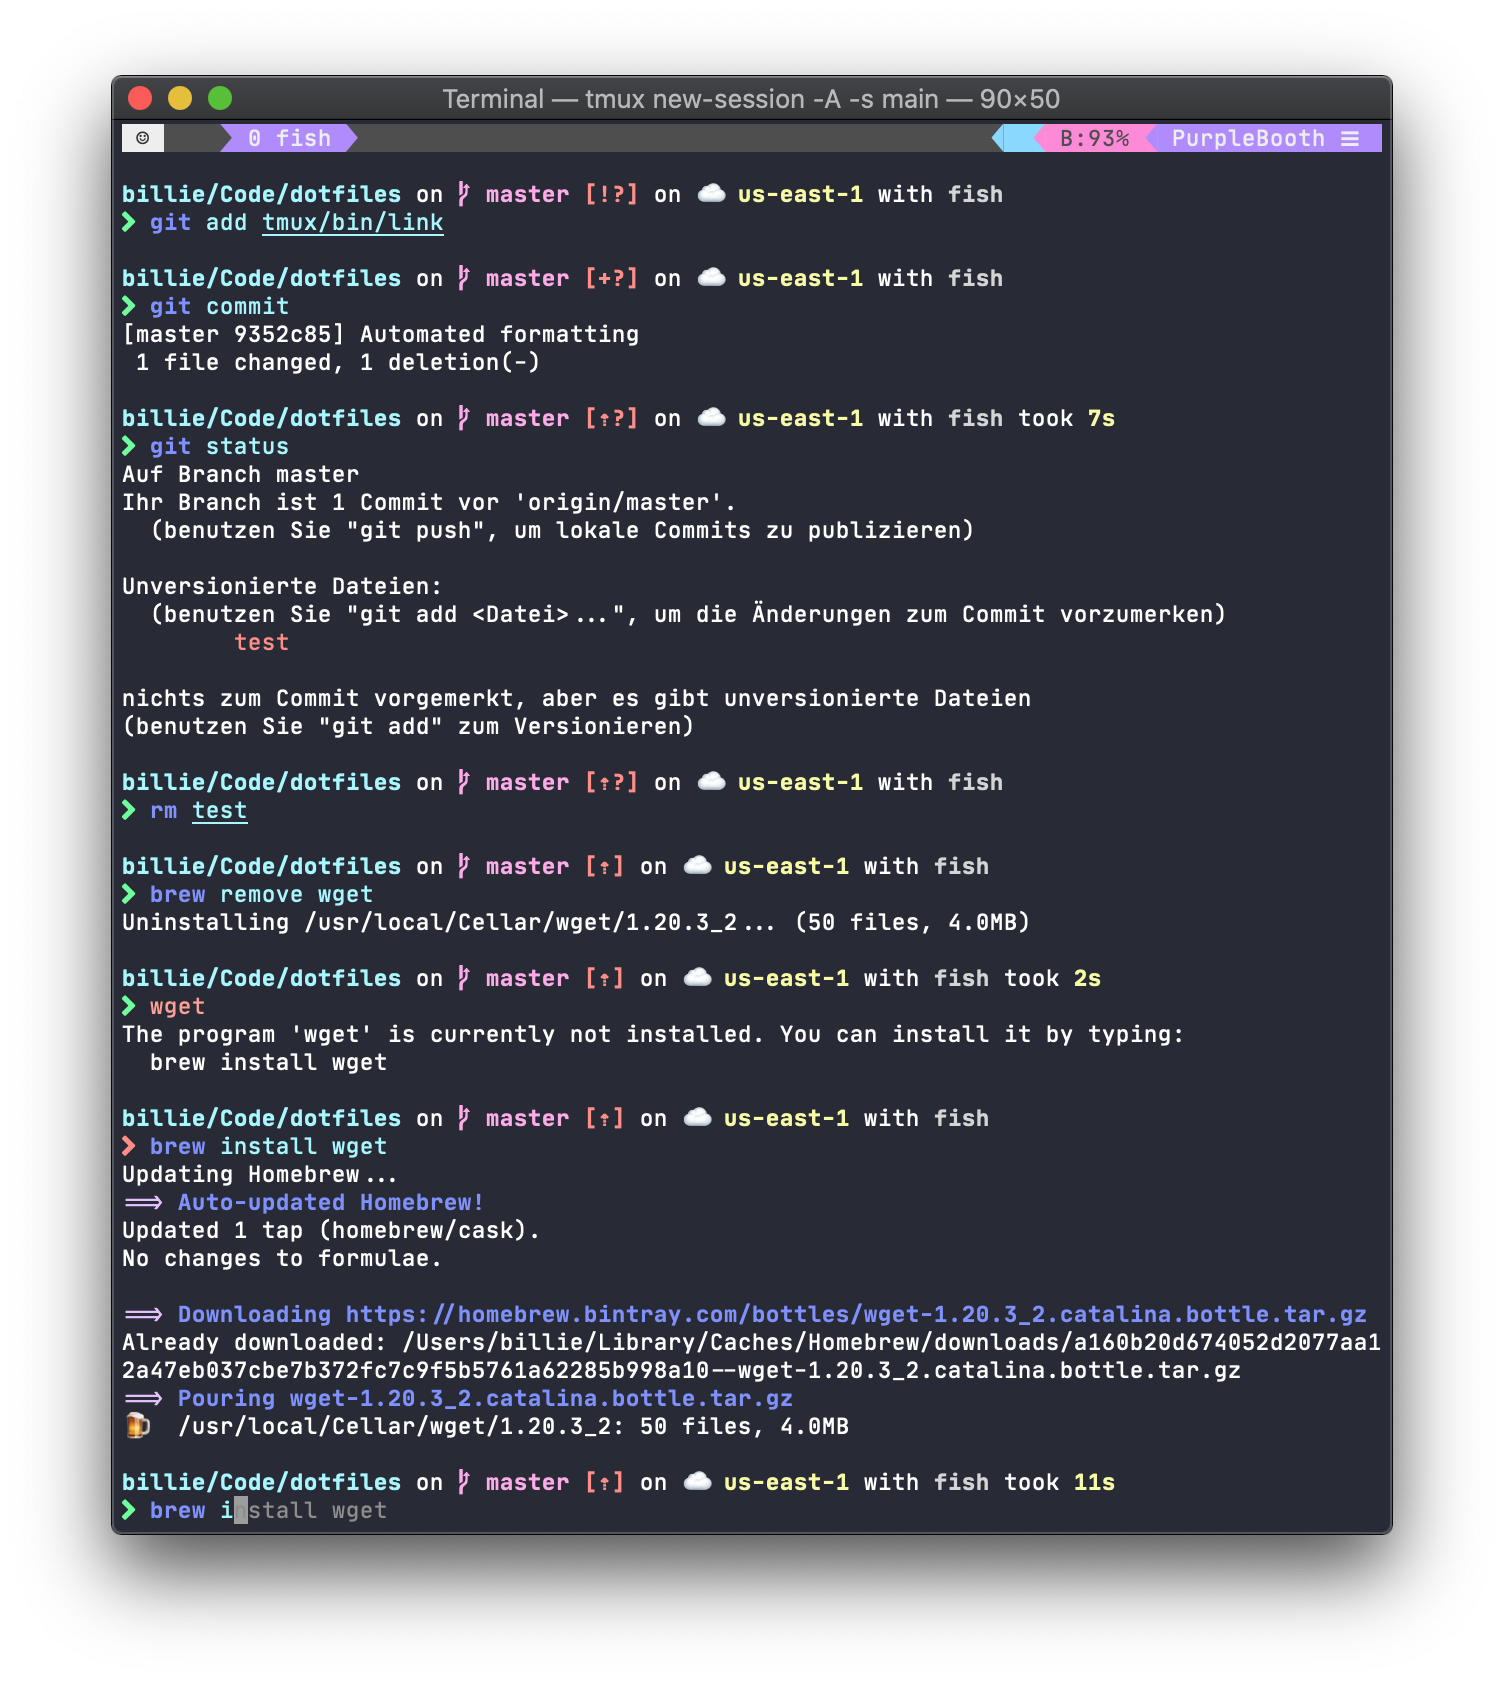 Terminal — tmux new-session -A -s main — 90×50
☺ 0 fish B:93% PurpleBooth ☰
billie/Code/dotfiles on master [!?] on ☁️ us-east-1 with fish
❯ git add tmux/bin/link
billie/Code/dotfiles on master [+?] on ☁️ us-east-1 with fish
❯ git commit
[master 9352c85] Automated formatting
1 file changed, 1 deletion(-)
billie/Code/dotfiles on master [⇡?] on ☁️ us-east-1 with fish took 7s
❯ git status
Auf Branch master
Ihr Branch ist 1 Commit vor 'origin/master'.
(benutzen Sie "git push", um lokale Commits zu publizieren)
Unversionierte Dateien:
(benutzen Sie "git add <Datei>...", um die Änderungen zum Commit vorzumerken)
test
nichts zum Commit vorgemerkt, aber es gibt unversionierte Dateien
(benutzen Sie "git add" zum Versionieren)
billie/Code/dotfiles on master [⇡?] on ☁️ us-east-1 with fish
❯ rm test
billie/Code/dotfiles on master [⇡] on ☁️ us-east-1 with fish
❯ brew remove wget
Uninstalling /usr/local/Cellar/wget/1.20.3_2... (50 files, 4.0MB)
billie/Code/dotfiles on master [⇡] on ☁️ us-east-1 with fish took 2s
❯ wget
The program 'wget' is currently not installed. You can install it by typing:
brew install wget
billie/Code/dotfiles on master [⇡] on ☁️ us-east-1 with fish
❯ brew install wget
Updating Homebrew...
==> Auto-updated Homebrew!
Updated 1 tap (homebrew/cask).
No changes to formulae.
==> Downloading https://homebrew.bintray.com/bottles/wget-1.20.3_2.catalina.bottle.tar.gz
Already downloaded: /Users/billie/Library/Caches/Homebrew/downloads/a160b20d674052d2077aa1
2a47eb037cbe7b372fc7c9f5b5761a62285b998a10--wget-1.20.3_2.catalina.bottle.tar.gz
==> Pouring wget-1.20.3_2.catalina.bottle.tar.gz
🍺 /usr/local/Cellar/wget/1.20.3_2: 50 files, 4.0MB
billie/Code/dotfiles on master [⇡] on ☁️ us-east-1 with fish took 11s
❯ brew install wget